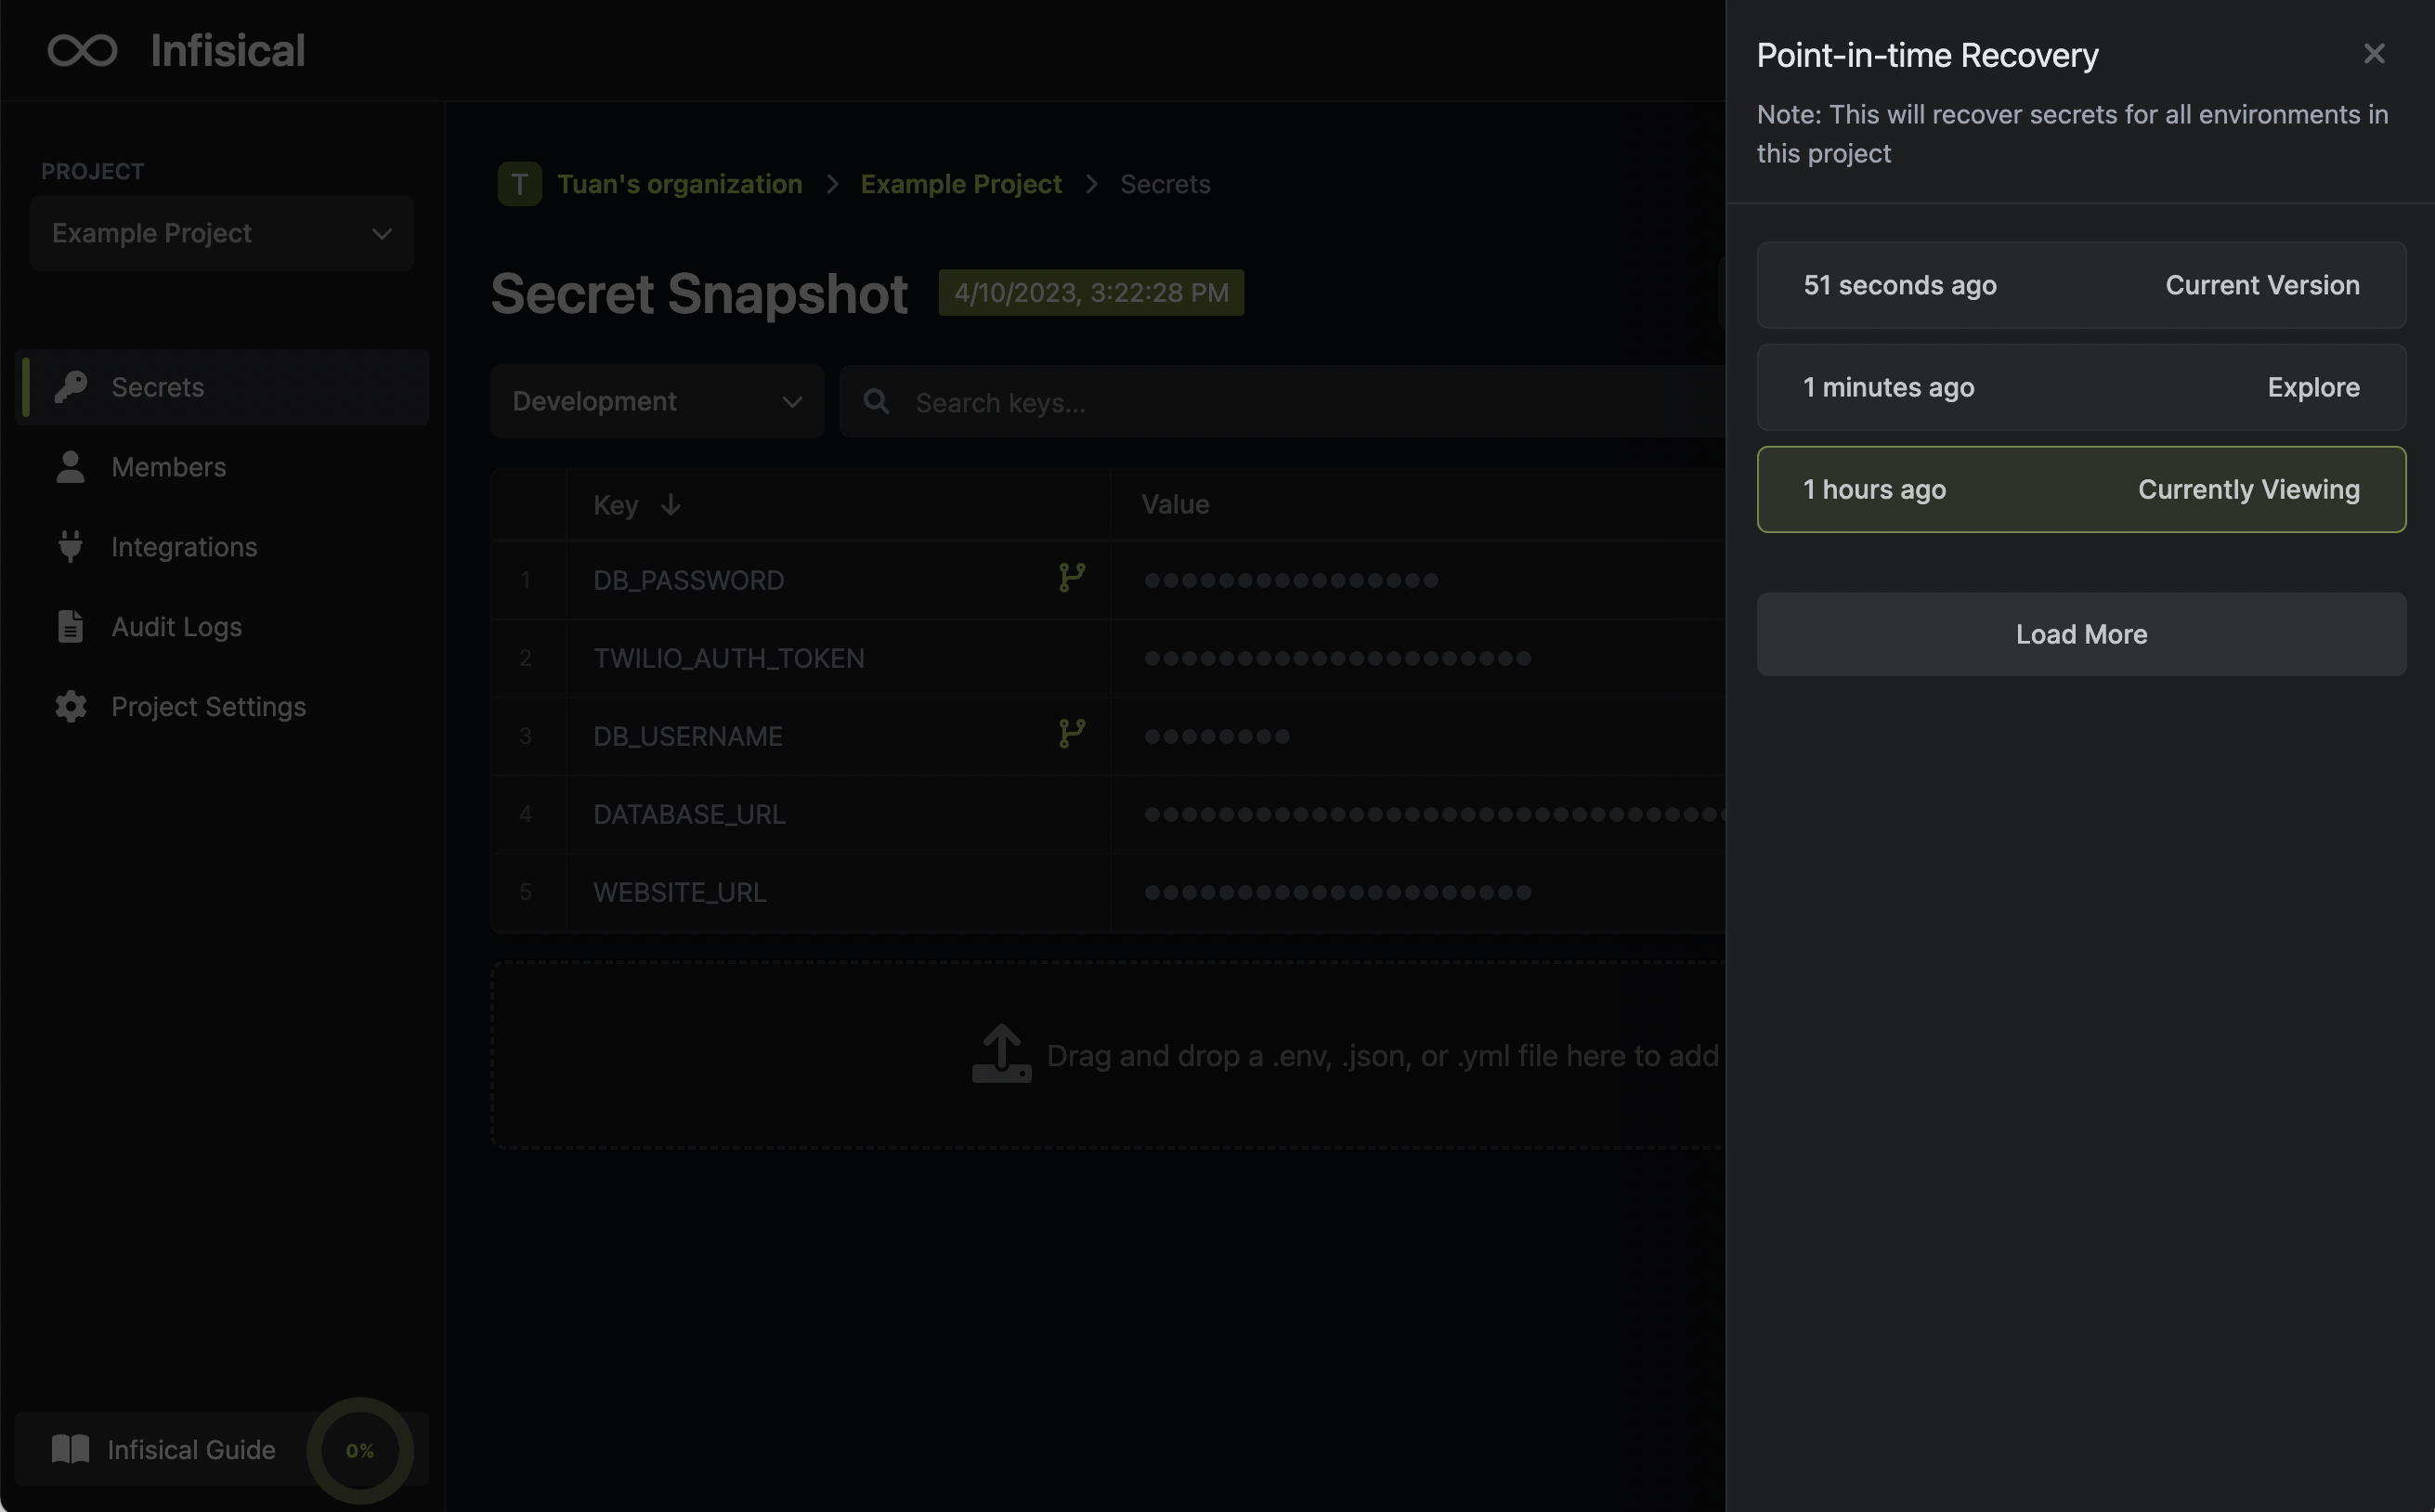 Infisical
PROJECT
Example Project
Secrets
Members
Integrations
Audit Logs
Project Settings
Infisical Guide
0%
T Tuan's organization > Example Project > Secrets
Secret Snapshot 4/10/2023, 3:22:28 PM
Development
Search keys...
Key Value
1 DB_PASSWORD
2 TWILIO_AUTH_TOKEN
3 DB_USERNAME
4 DATABASE_URL
5 WEBSITE_URL
Drag and drop a .env, .json, or .yml file here to add
Point-in-time Recovery
Note: This will recover secrets for all environments in
this project
51 seconds ago Current Version
1 minutes ago Explore
1 hours ago Currently Viewing
Load More